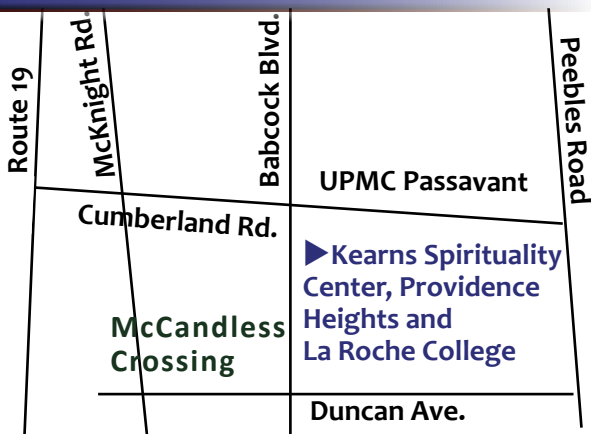 Route 19
McKnight Rd.
Babcock Blvd.
Peebles Road
UPMC Passavant
Cumberland Rd.
▶Kearns Spirituality
Center, Providence
Heights and
La Roche College
McCandless
Crossing
Duncan Ave.